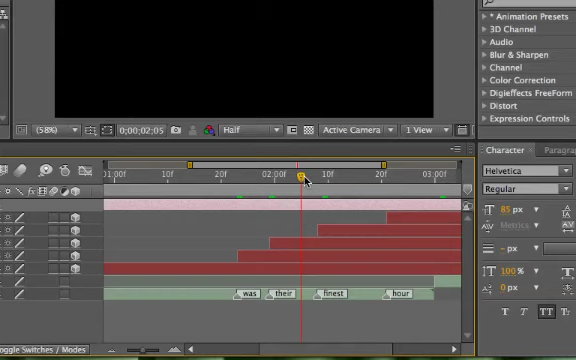 * Animation Presets
3D Channel
Audio
Blur & Sharpen
Channel
Color Correction
Digieffects FreeForm
Distort
Expression Controls
(58%)
0;00;02;05
Half
Active Camera
1 View
Character
Paragra
Helvetica
Regular
85 px
Metrics
- px
100%
0 px
T
T
TT
01:00f
10f
20f
02:00f
10f
20f
03:00f
was
their
finest
hour
oggle Switches / Modes